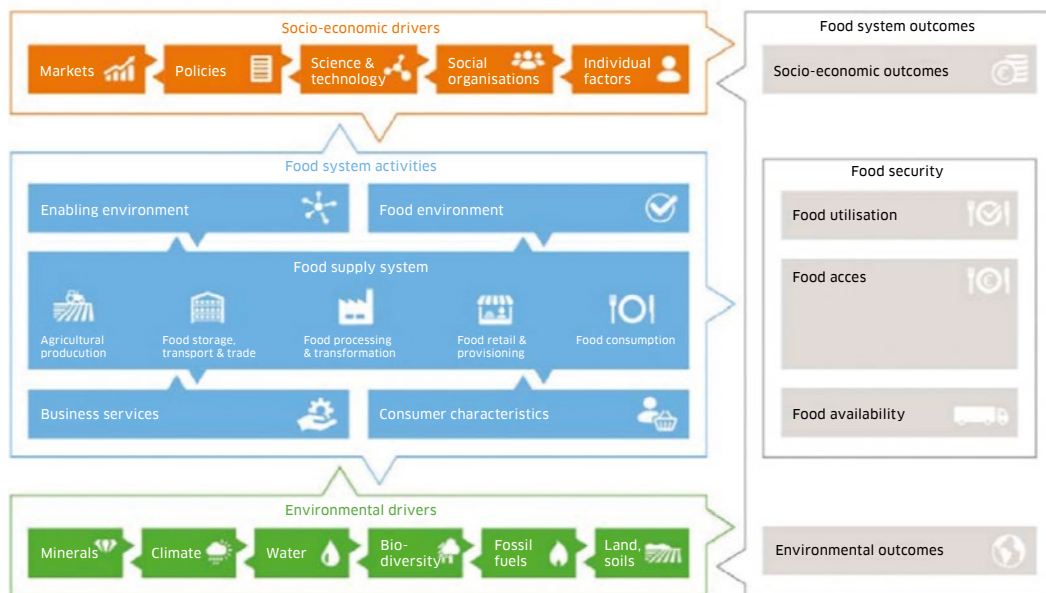 Socio-economic drivers
Markets
Policies
Science &
technology
Social
organisations
Individual
factors
Food system activities
Enabling environment
Food environment
Food supply system
Agricultural
producution
Food storage,
transport & trade
Food processing
& transformation
Food retail &
provisioning
Food consumption
Business services
Consumer characteristics
Environmental drivers
Minerals
Climate
Water
Bio-
diversity
Fossil
fuels
Land,
soils
Food system outcomes
Socio-economic outcomes
€
Food security
Food utilisation
Food acces
€
Food availability
Environmental outcomes